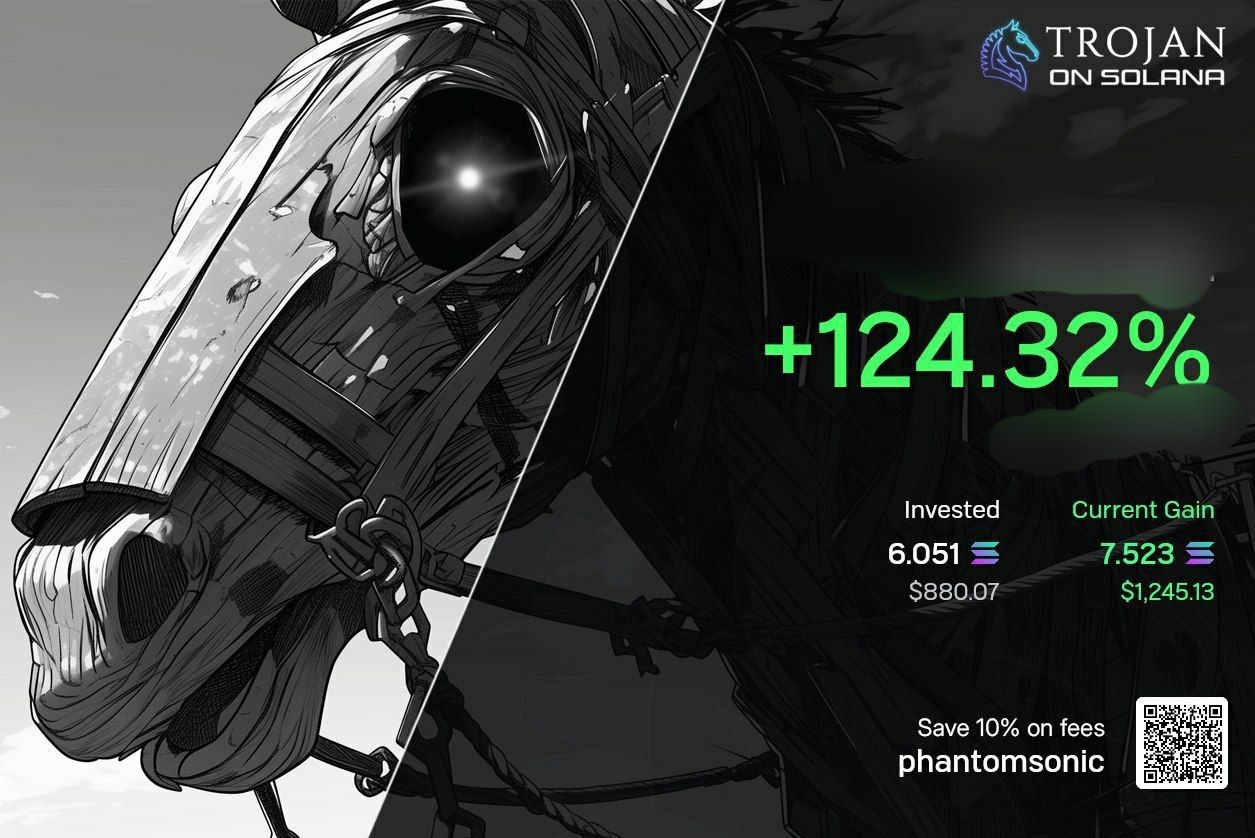 TROJAN
ON SOLANA
+124.32%
Invested
Current Gain
6.051
7.523
$880.07
$1,245.13
Save 10% on fees
phantomsonic